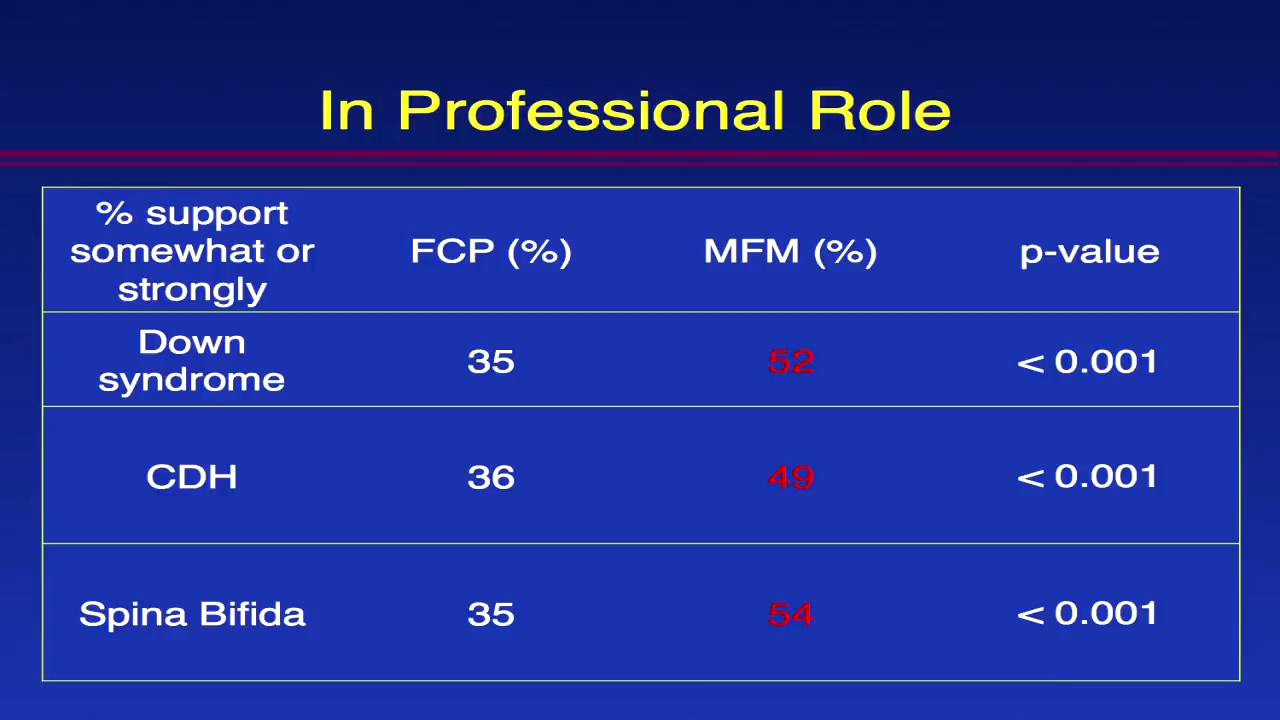 In Professional Role
% support
somewhat or
strongly
FCP (%)
MFM (%)
p-value
Down
syndrome
35
52
< 0.001
CDH
36
49
< 0.001
Spina Bifida
35
54
< 0.001